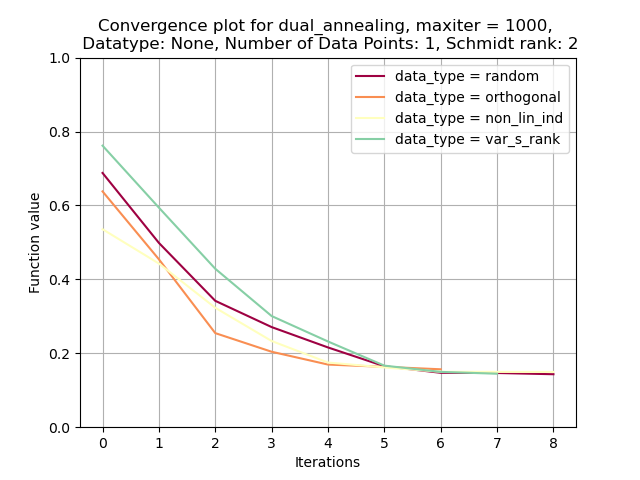 Convergence plot for dual_annealing, maxiter = 1000,
Datatype: None, Number of Data Points: 1, Schmidt rank: 2
1.0
0.8
0.6
0.4
0.2
0.0
Function value
data_type = random
data_type = orthogonal
data_type = non_lin_ind
data_type = var_s_rank
0 1 2 3 4 5 6 7 8
Iterations